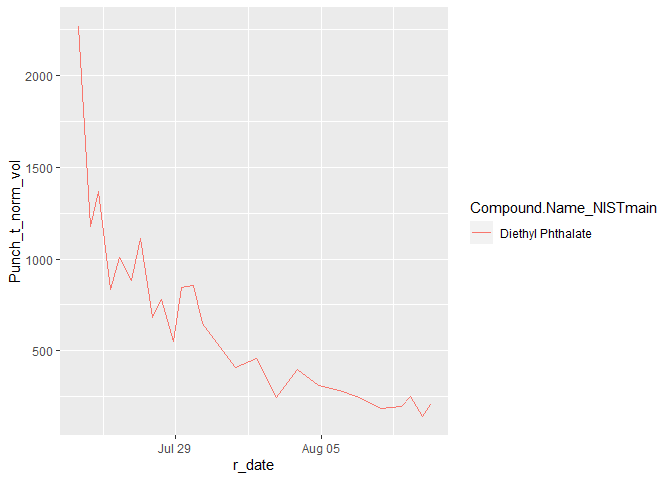 2000
1500
1000
500
Punch_t_norm_vol
Jul 29
Aug 05
r_date
Compound.Name_NISTmain
Diethyl Phthalate